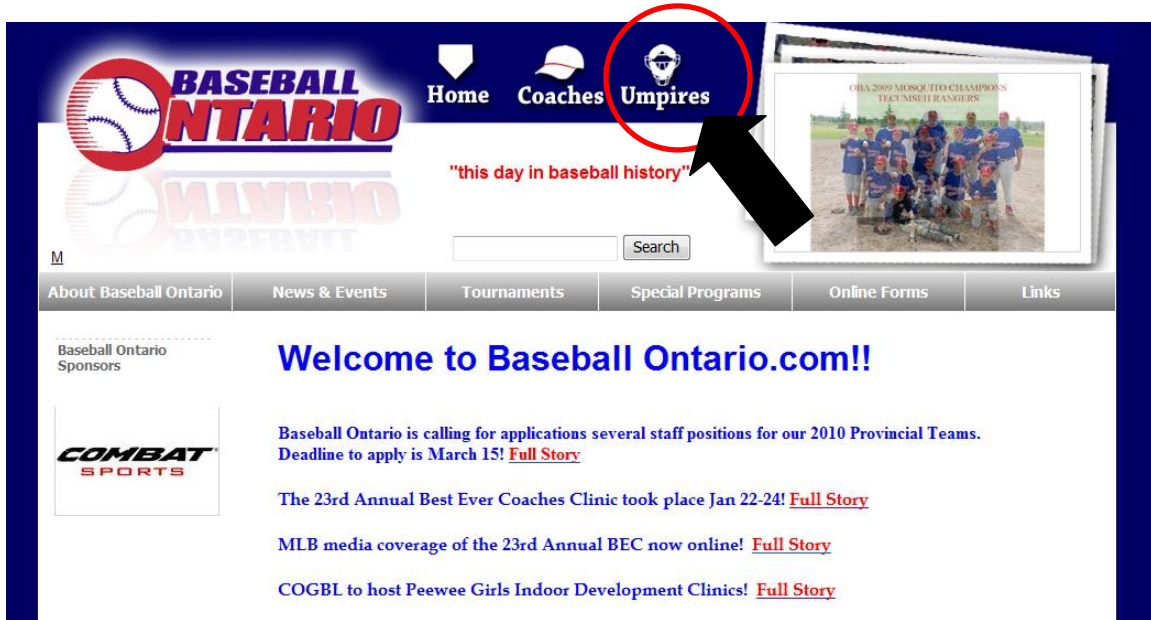 BASEBALL
ONTARIO
Home Coaches Umpires
OBA 2009 MOSQUITO CHAMPIONS
TECUMSEH RANGERS
"this day in baseball history"
M
Search
About Baseball Ontario News & Events Tournaments Special Programs Online Forms Links
Baseball Ontario
Sponsors
COMBAT
SPORTS
Welcome to Baseball Ontario.com!!
Baseball Ontario is calling for applications several staff positions for our 2010 Provincial Teams.
Deadline to apply is March 15! Full Story
The 23rd Annual Best Ever Coaches Clinic took place Jan 22-24! Full Story
MLB media coverage of the 23rd Annual BEC now online! Full Story
COGBL to host Peewee Girls Indoor Development Clinics! Full Story